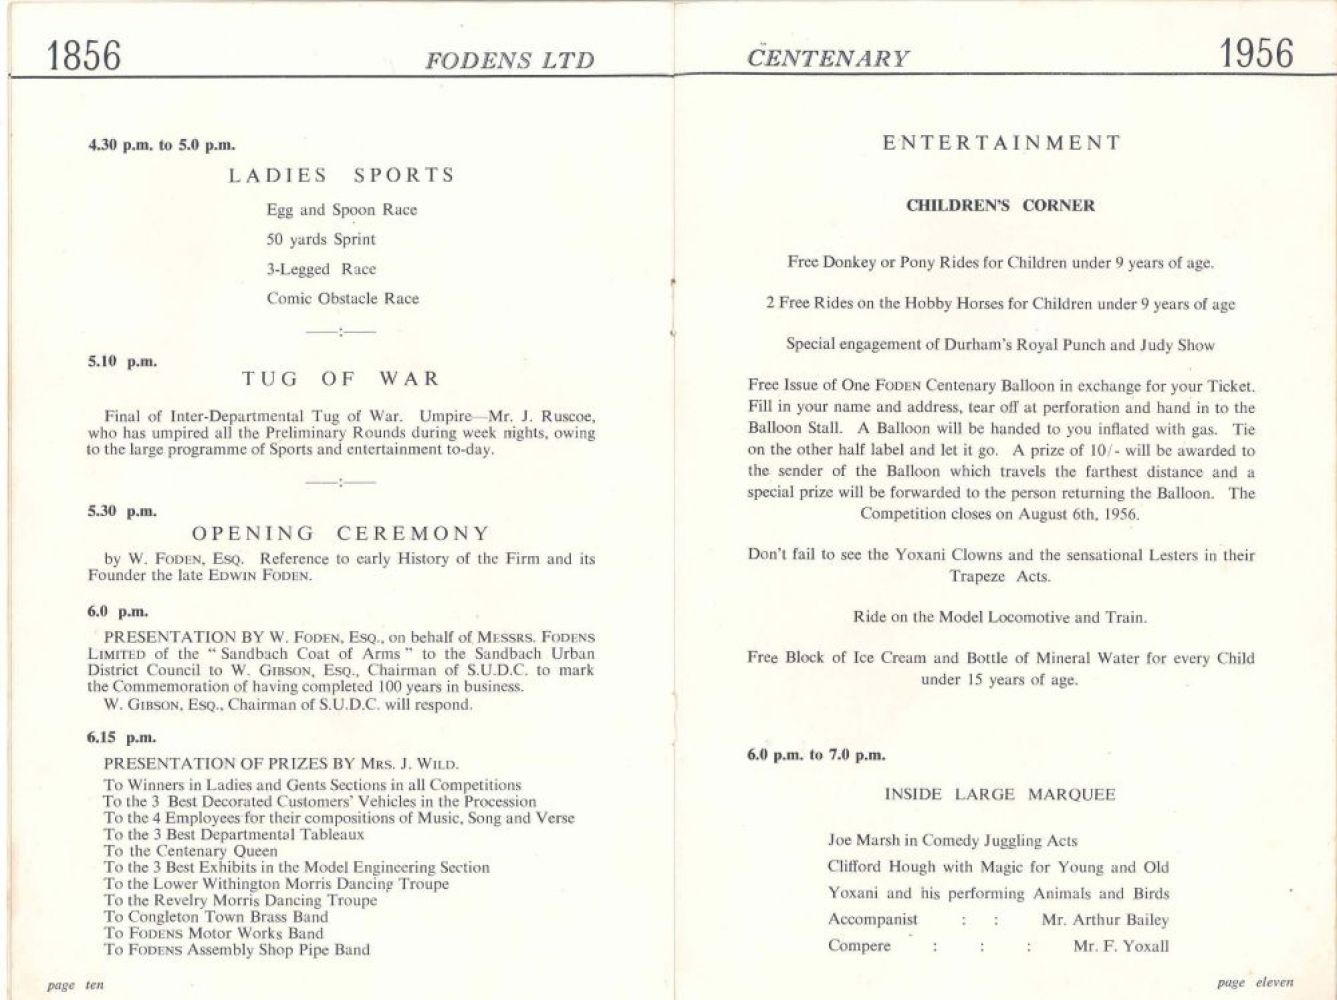 1856
FODENS LTD
4.30 p.m. to 5.0 p.m.
LADIES SPORTS
Egg and Spoon Race
50 yards Sprint
3-Legged Race
Comic Obstacle Race
5.10 p.m.
TUG OF WAR
Final of Inter-Departmental Tug of War. Umpire—Mr. J. Ruscoe,
who has umpired all the Preliminary Rounds during week nights, owing
to the large programme of Sports and entertainment to-day.
5.30 p.m.
OPENING CEREMONY
by W. FODEN, ESQ. Reference to early History of the Firm and its
Founder the late EDWIN FODEN.
6.0 p.m.
PRESENTATION BY W. FODEN, ESQ., on behalf of MESSRS. FODENS
LIMITED of the “ Sandbach Coat of Arms ” to the Sandbach Urban
District Council to W. GIBSON, ESQ., Chairman of S.U.D.C. to mark
the Commemoration of having completed 100 years in business.
W. GIBSON, ESQ., Chairman of S.U.D.C. will respond.
6.15 p.m.
PRESENTATION OF PRIZES BY MRS. J. WILD.
To Winners in Ladies and Gents Sections in all Competitions
To the 3 Best Decorated Customers' Vehicles in the Procession
To the 4 Employees for their compositions of Music, Song and Verse
To the 3 Best Departmental Tableaux
To the Centenary Queen
To the 3 Best Exhibits in the Model Engineering Section
To the Lower Withington Morris Dancing Troupe
To the Revelry Morris Dancing Troupe
To Congleton Town Brass Band
To FODENS Motor Works Band
To FODENS Assembly Shop Pipe Band
page ten
CENTENARY
1956
ENTERTAINMENT
CHILDREN'S CORNER
Free Donkey or Pony Rides for Children under 9 years of age.
2 Free Rides on the Hobby Horses for Children under 9 years of age
Special engagement of Durham's Royal Punch and Judy Show
Free Issue of One FODEN Centenary Balloon in exchange for your Ticket.
Fill in your name and address, tear off at perforation and hand in to the
Balloon Stall. A Balloon will be handed to you inflated with gas. Tie
on the other half label and let it go. A prize of 10/- will be awarded to
the sender of the Balloon which travels the farthest distance and a
special prize will be forwarded to the person returning the Balloon. The
Competition closes on August 6th, 1956.
Don't fail to see the Yoxani Clowns and the sensational Lesters in their
Trapeze Acts.
Ride on the Model Locomotive and Train.
Free Block of Ice Cream and Bottle of Mineral Water for every Child
under 15 years of age.
6.0 p.m. to 7.0 p.m.
INSIDE LARGE MARQUEE
Joe Marsh in Comedy Juggling Acts
Clifford Hough with Magic for Young and Old
Yoxani and his performing Animals and Birds
Accompanist : : Mr. Arthur Bailey
Compere : : : Mr. F. Yoxall
page eleven